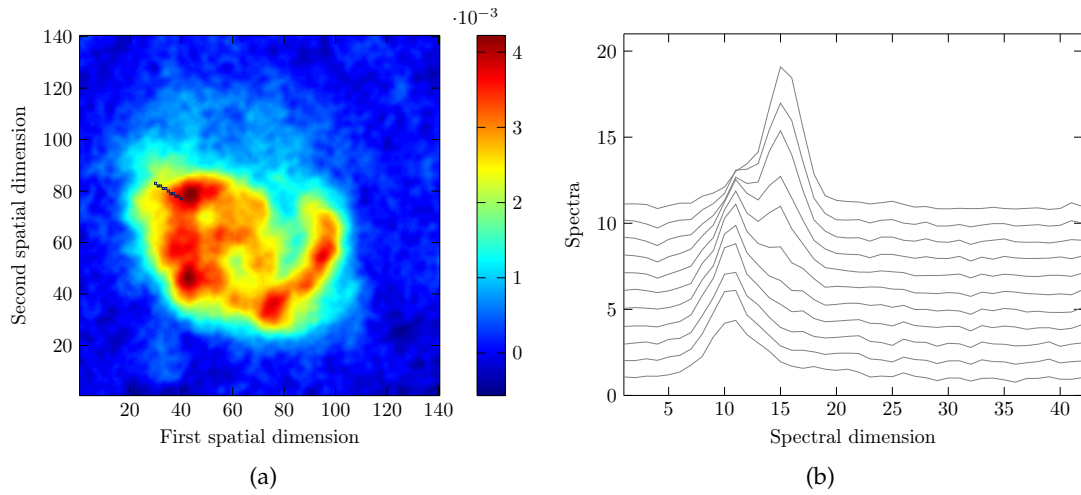 ·10⁻³
140
120
100
80
60
40
20
20 40 60 80 100 120 140
Second spatial dimension
First spatial dimension
4
3
2
1
0
(a)
20
15
10
5
0
5 10 15 20 25 30 35 40
Spectra
Spectral dimension
(b)